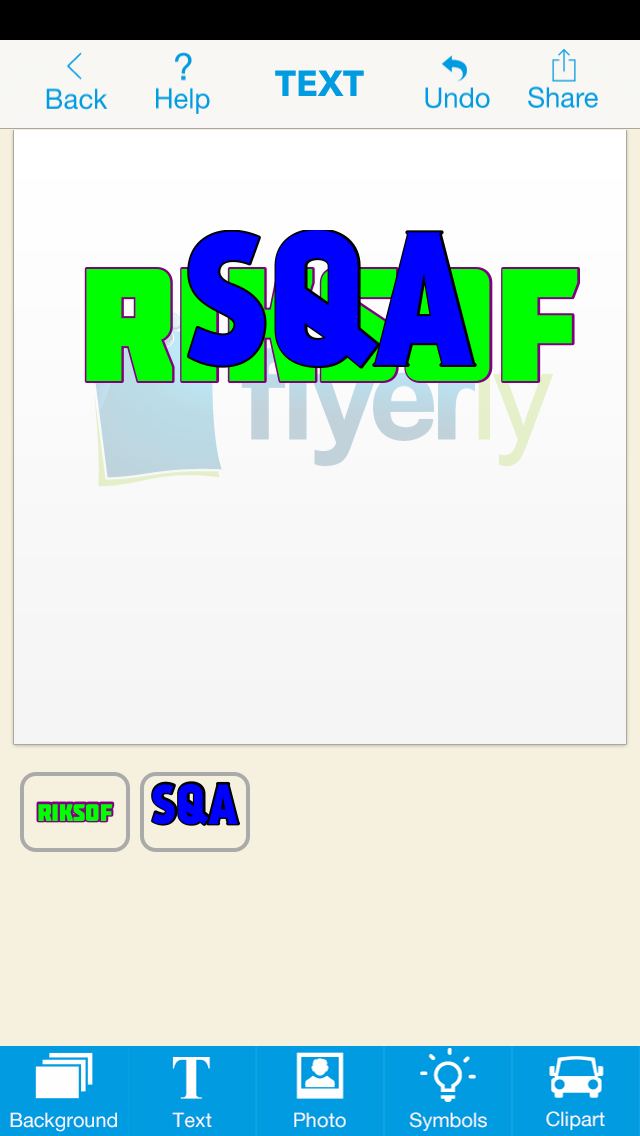 Back
? Help
TEXT
Undo
Share
SQA
RIKSOF
flyerly
RIKSOF
SQA
Background
Text
Photo
Symbols
Clipart